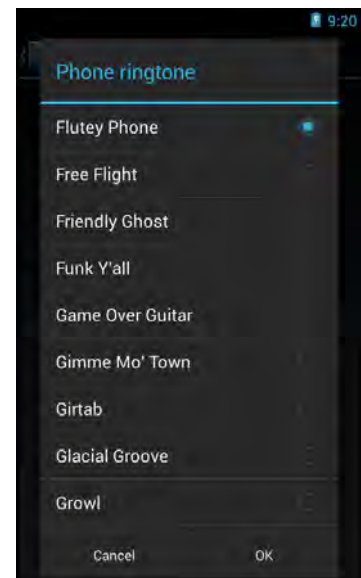 9:20
Phone ringtone
Flutey Phone
Free Flight
Friendly Ghost
Funk Y'all
Game Over Guitar
Gimme Mo' Town
Girtab
Glacial Groove
Growl
Cancel OK